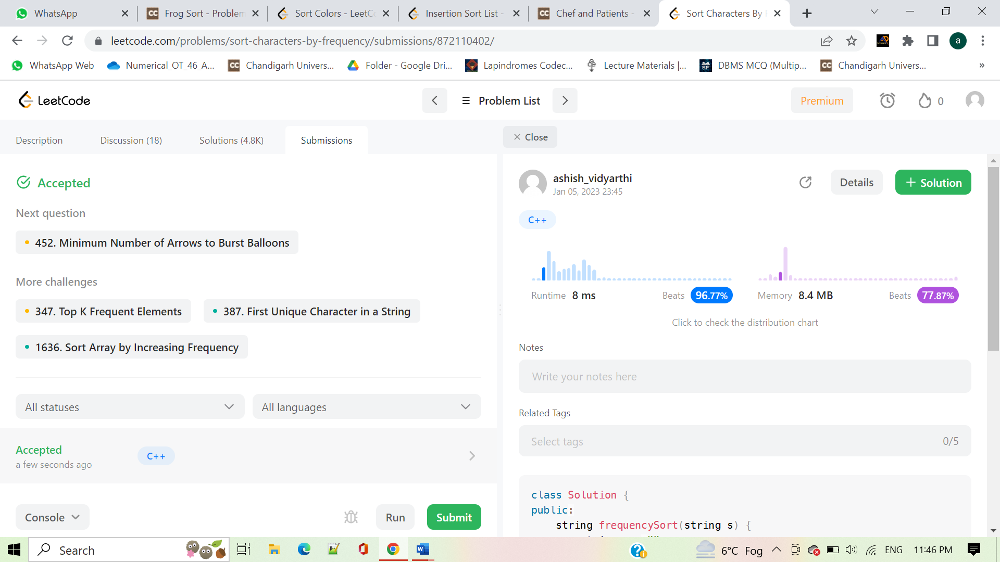 WhatsApp
Frog Sort - Problem
Sort Colors - LeetCo
Insertion Sort List -
Chef and Patients -
Sort Characters By
leetcode.com/problems/sort-characters-by-frequency/submissions/872110402/
a
WhatsApp Web
Numerical_OT_46_A...
Chandigarh Univers...
Folder - Google Dri...
Lapindromes Codec...
Lecture Materials |...
DBMS MCQ (Multip...
Chandigarh Univers...
»
LeetCode
Problem List
Premium
0
Description
Discussion (18)
Solutions (4.8K)
Submissions
Close
Accepted
Next question
452. Minimum Number of Arrows to Burst Balloons
More challenges
347. Top K Frequent Elements
387. First Unique Character in a String
1636. Sort Array by Increasing Frequency
All statuses
All languages
Accepted
a few seconds ago
C++
Console
Run
Submit
ashish_vidyarthi
Jan 05, 2023 23:45
Details
+ Solution
C++
Runtime 8 ms
Beats 96.77%
Memory 8.4 MB
Beats 77.87%
Click to check the distribution chart
Notes
Write your notes here
Related Tags
Select tags
0/5
class Solution {
public:
string frequencySort(string s) {
Search
6°C Fog
ENG
11:46 PM